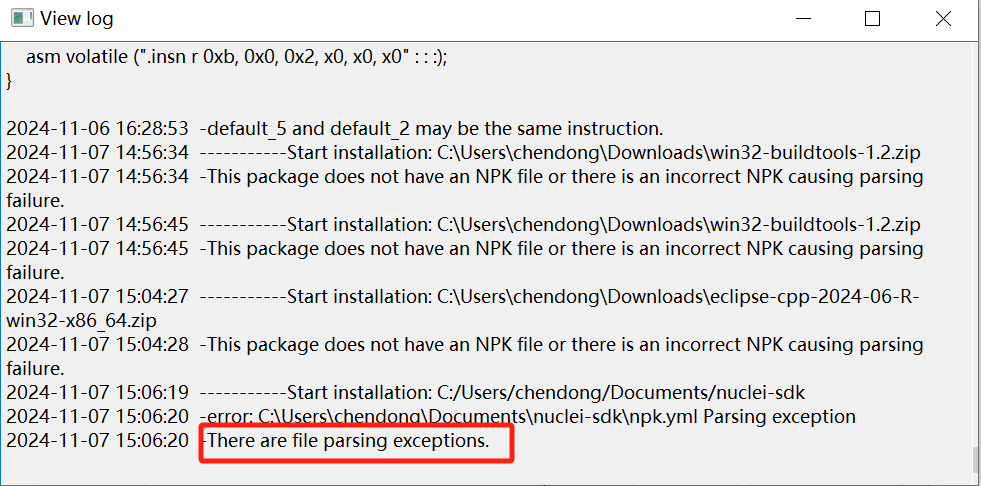 View log
asm volatile (".insn r 0xb, 0x0, 0x2, x0, x0, x0" : : :);
}
2024-11-06 16:28:53 -default_5 and default_2 may be the same instruction.
2024-11-07 14:56:34 -----------Start installation: C:\Users\chendong\Downloads\win32-buildtools-1.2.zip
2024-11-07 14:56:34 -This package does not have an NPK file or there is an incorrect NPK causing parsing
failure.
2024-11-07 14:56:45 -----------Start installation: C:\Users\chendong\Downloads\win32-buildtools-1.2.zip
2024-11-07 14:56:45 -This package does not have an NPK file or there is an incorrect NPK causing parsing
failure.
2024-11-07 15:04:27 -----------Start installation: C:\Users\chendong\Downloads\eclipse-cpp-2024-06-R-
win32-x86_64.zip
2024-11-07 15:04:28 -This package does not have an NPK file or there is an incorrect NPK causing parsing
failure.
2024-11-07 15:06:19 -----------Start installation: C:/Users/chendong/Documents/nuclei-sdk
2024-11-07 15:06:20 -error: C:\Users\chendong\Documents\nuclei-sdk\npk.yml Parsing exception
2024-11-07 15:06:20 -There are file parsing exceptions.